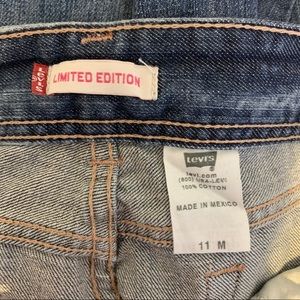 LIMITED EDITION
Levi's
levi.com
(800) USA-LEVI
100% COTTON
MADE IN MEXICO
11 M